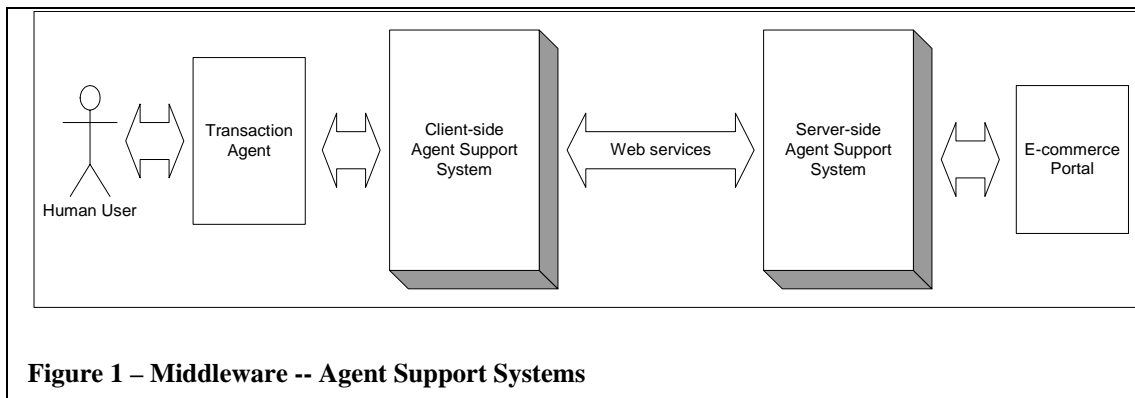 Human User
Transaction
Agent
Client-side
Agent Support
System
Web services
Server-side
Agent Support
System
E-commerce
Portal
Figure 1 – Middleware -- Agent Support Systems